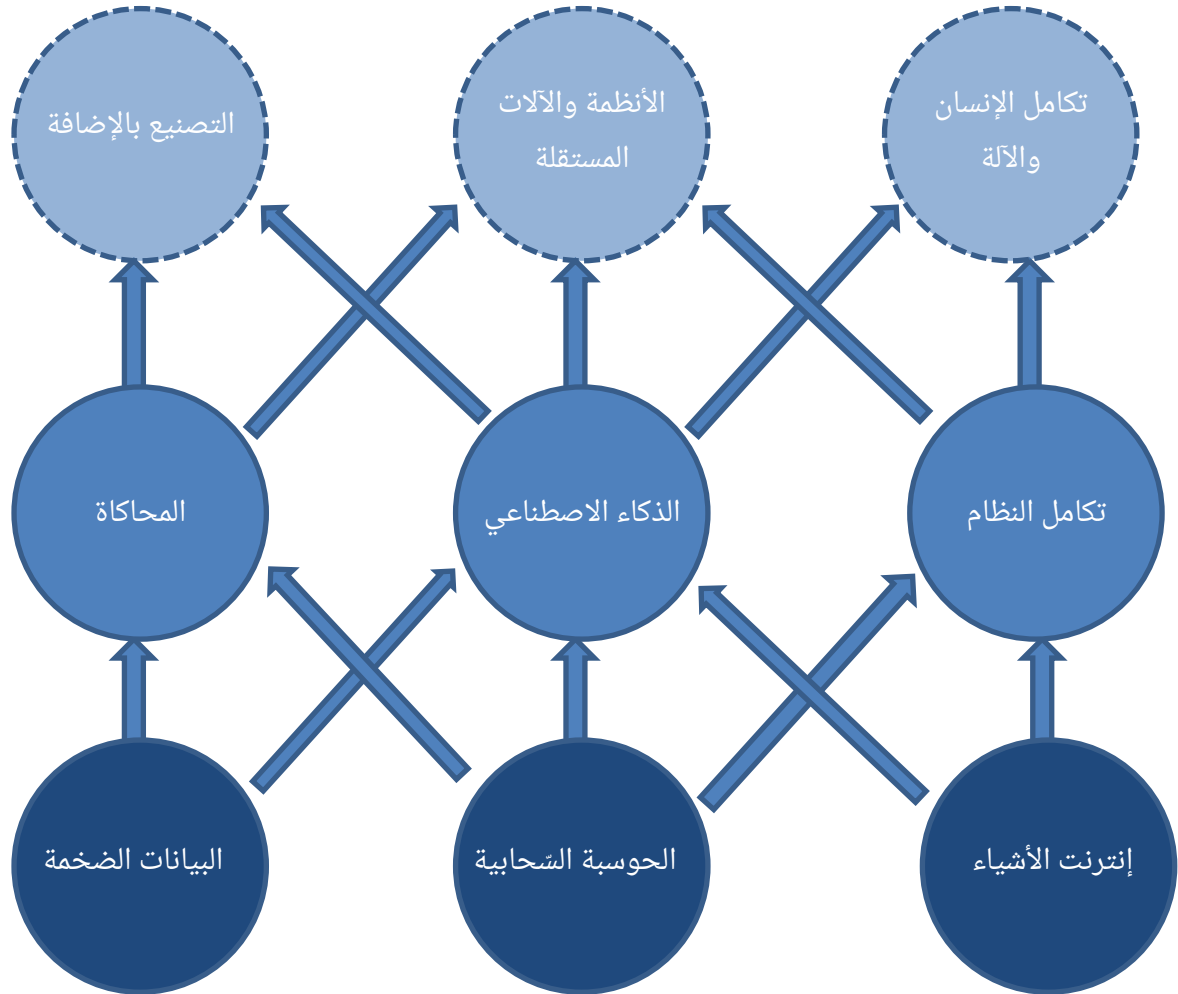 تكامل الإنسان
والآلة
الأنظمة والآلات
المستقلة
التصنيع بالإضافة
تكامل النظام
الذكاء الاصطناعي
المحاكاة
إنترنت الأشياء
الحوسبة السّحابية
البيانات الضخمة